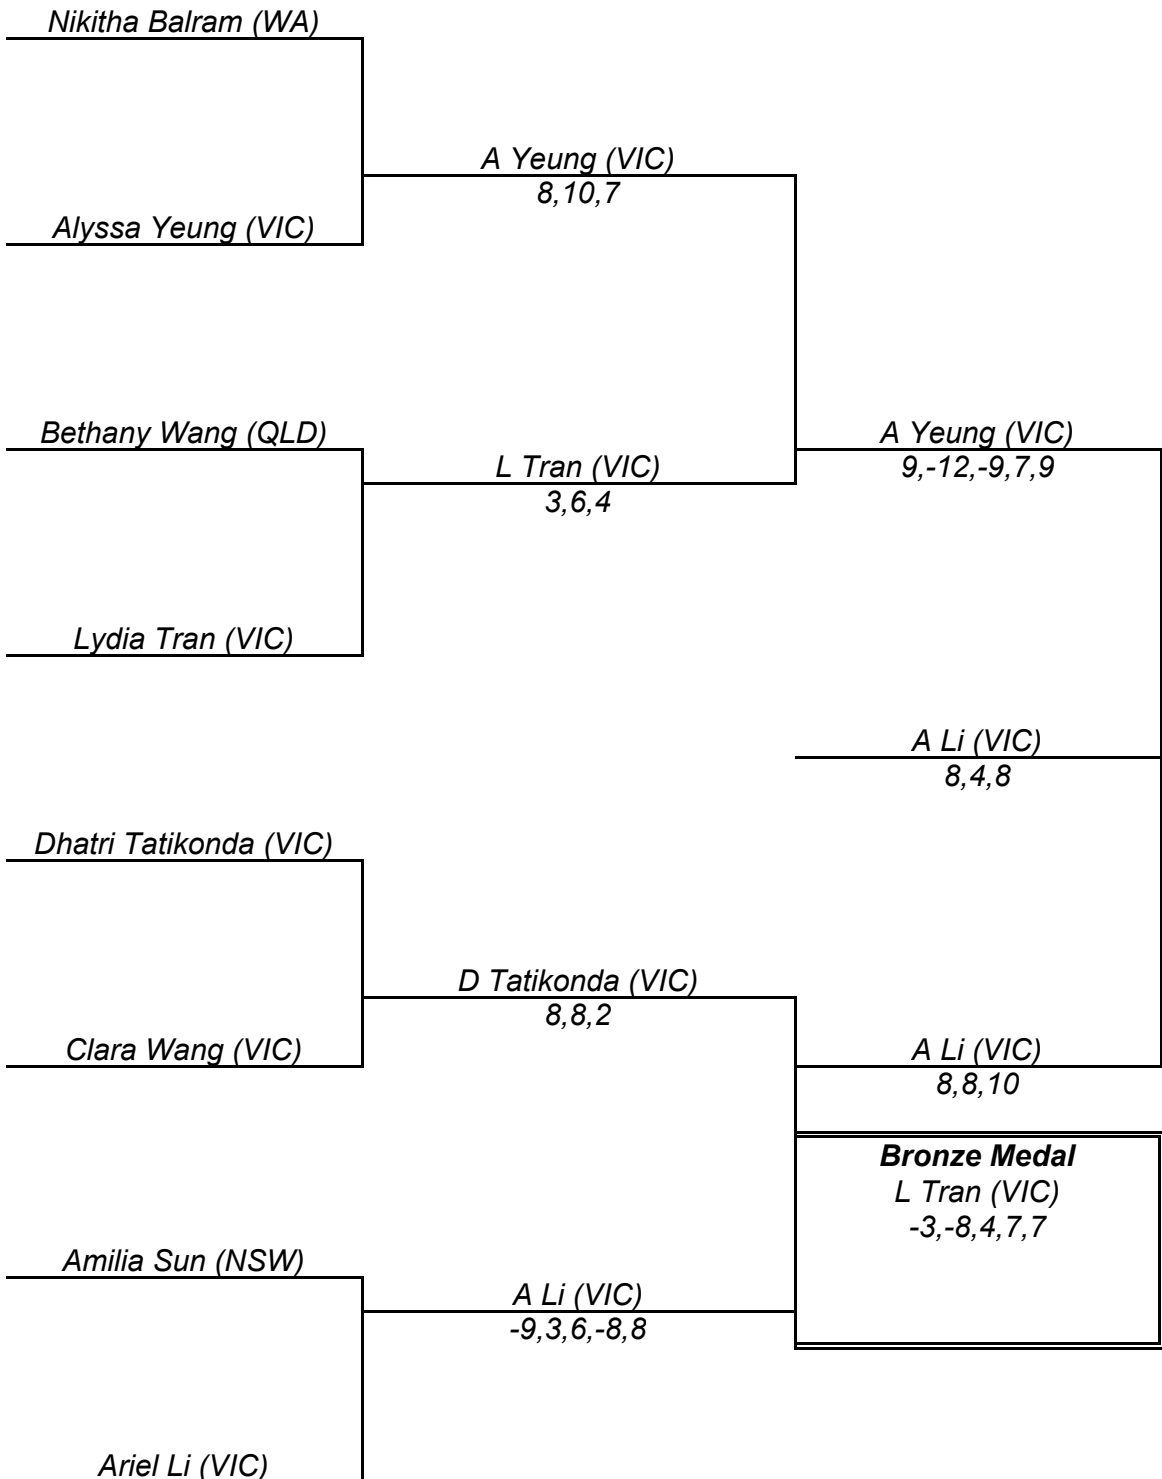 Nikitha Balram (WA)
A Yeung (VIC)
8,10,7
Alyssa Yeung (VIC)
Bethany Wang (QLD)
A Yeung (VIC)
9,-12,-9,7,9
L Tran (VIC)
3,6,4
Lydia Tran (VIC)
A Li (VIC)
8,4,8
Dhatri Tatikonda (VIC)
D Tatikonda (VIC)
8,8,2
Clara Wang (VIC)
A Li (VIC)
8,8,10
Bronze Medal
L Tran (VIC)
-3,-8,4,7,7
Amilia Sun (NSW)
A Li (VIC)
-9,3,6,-8,8
Ariel Li (VIC)